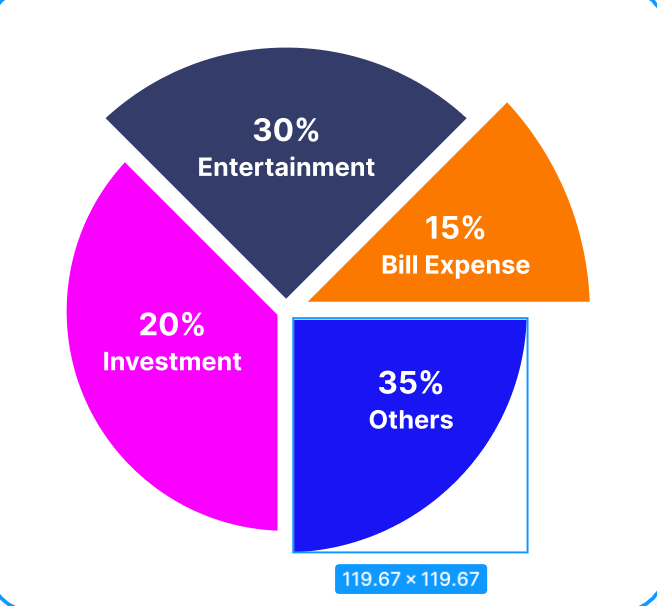 30%
Entertainment
15%
Bill Expense
20%
Investment
35%
Others
119.67 × 119.67